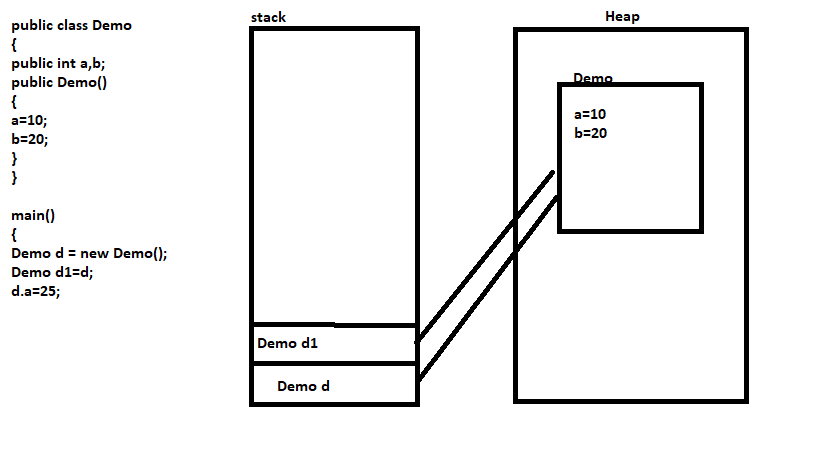 public class Demo
{
public int a,b;
public Demo()
{
a=10;
b=20;
}
}
main()
{
Demo d = new Demo();
Demo d1=d;
d.a=25;
stack
Demo d1
Demo d
Heap
Demo
a=10
b=20